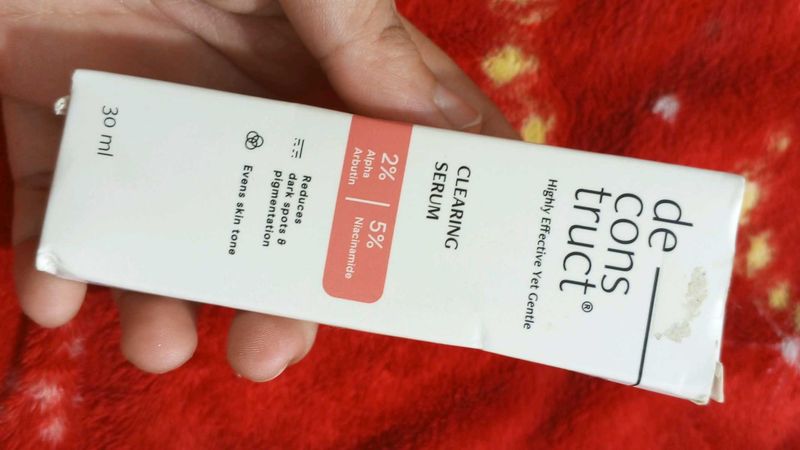 de
cons
truct®
Highly Effective Yet Gentle
CLEARING
SERUM
2%
Alpha
Arbutin
5%
Niacinamide
Reduces
dark spots &
pigmentation
Evens skin tone
30 ml